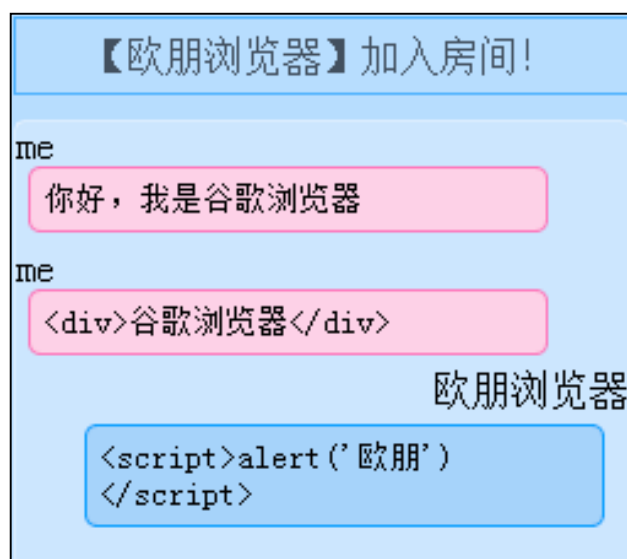 【欧朋浏览器】加入房间!
me
你好，我是谷歌浏览器
me
<div>谷歌浏览器</div>
欧朋浏览器
<script>alert('欧朋')
</script>